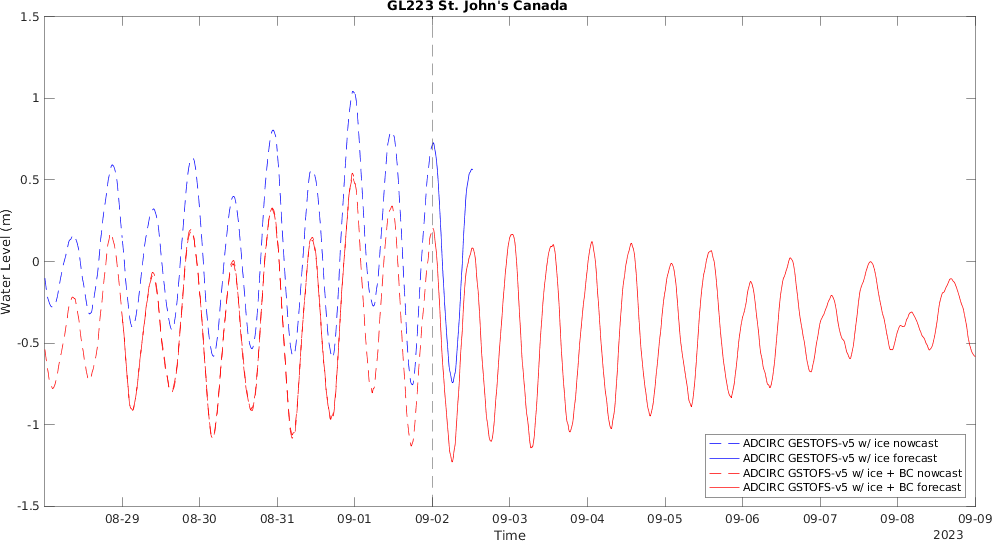 GL223 St. John's Canada
Water Level (m)
1.5
1
0.5
0
-0.5
-1
-1.5
08-29
08-30
08-31
09-01
09-02
09-03
09-04
09-05
09-06
09-07
09-08
09-09
2023
Time
ADCIRC GESTOFS-v5 w/ ice nowcast
ADCIRC GESTOFS-v5 w/ ice forecast
ADCIRC GSTOFS-v5 w/ ice + BC nowcast
ADCIRC GSTOFS-v5 w/ ice + BC forecast